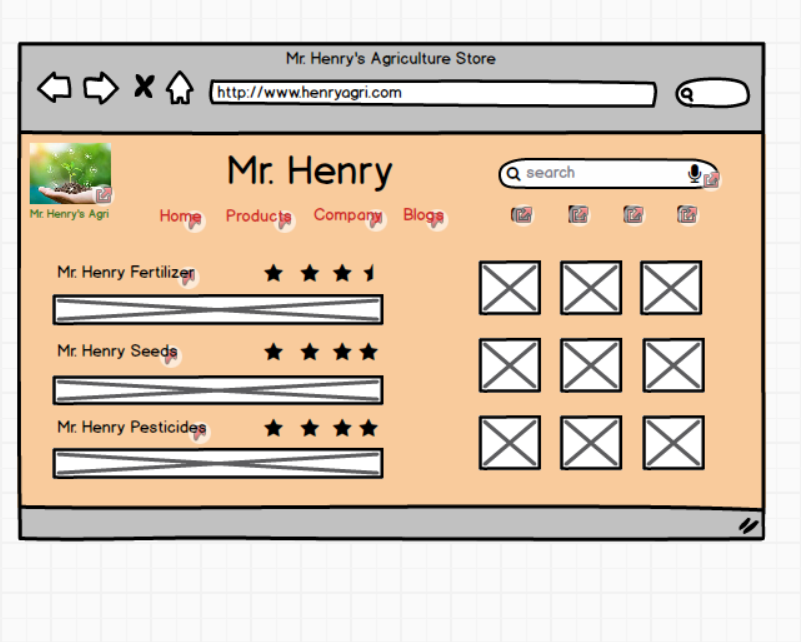 Mr. Henry's Agriculture Store
http://www.henryagri.com
Mr. Henry
search
Mr. Henry's Agri
Home Products Company Blogs
Mr. Henry Fertilizer
Mr. Henry Seeds
Mr. Henry Pesticides